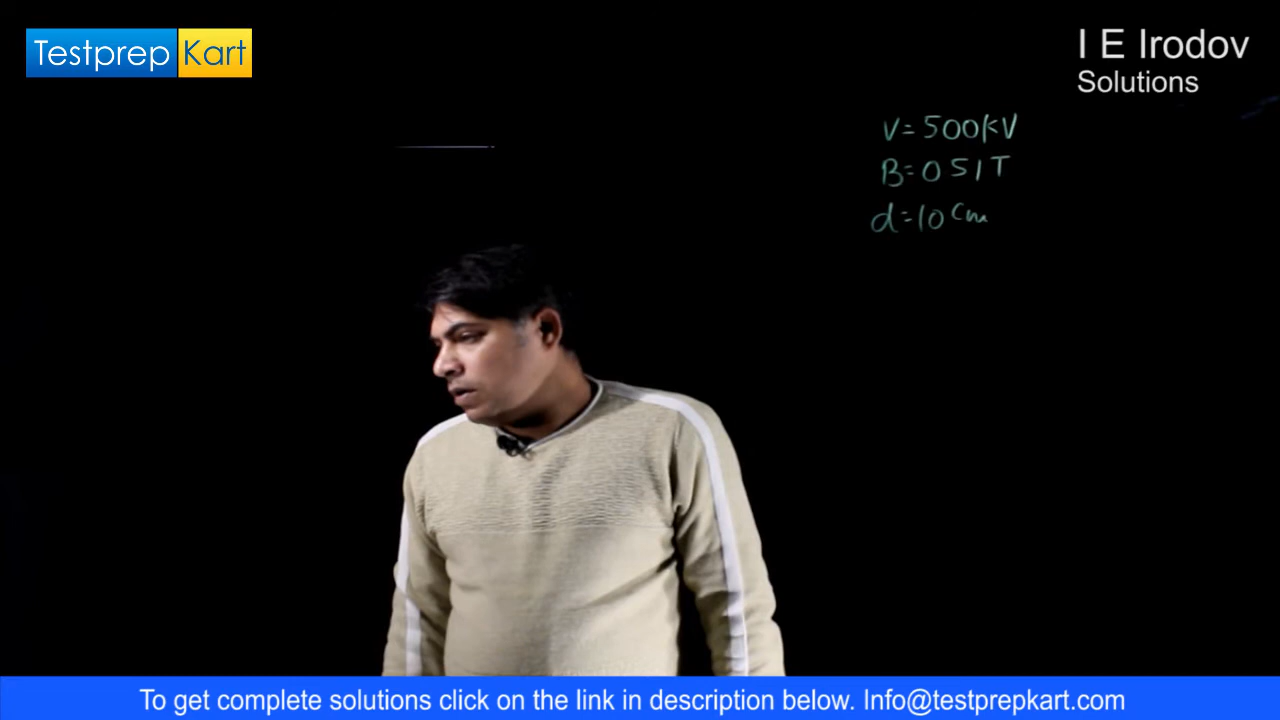 Testprep Kart
I E Irodov
Solutions
V=500kV
B=0.51T
d=10cm
To get complete solutions click on the link in description below. Info@testprepkart.com